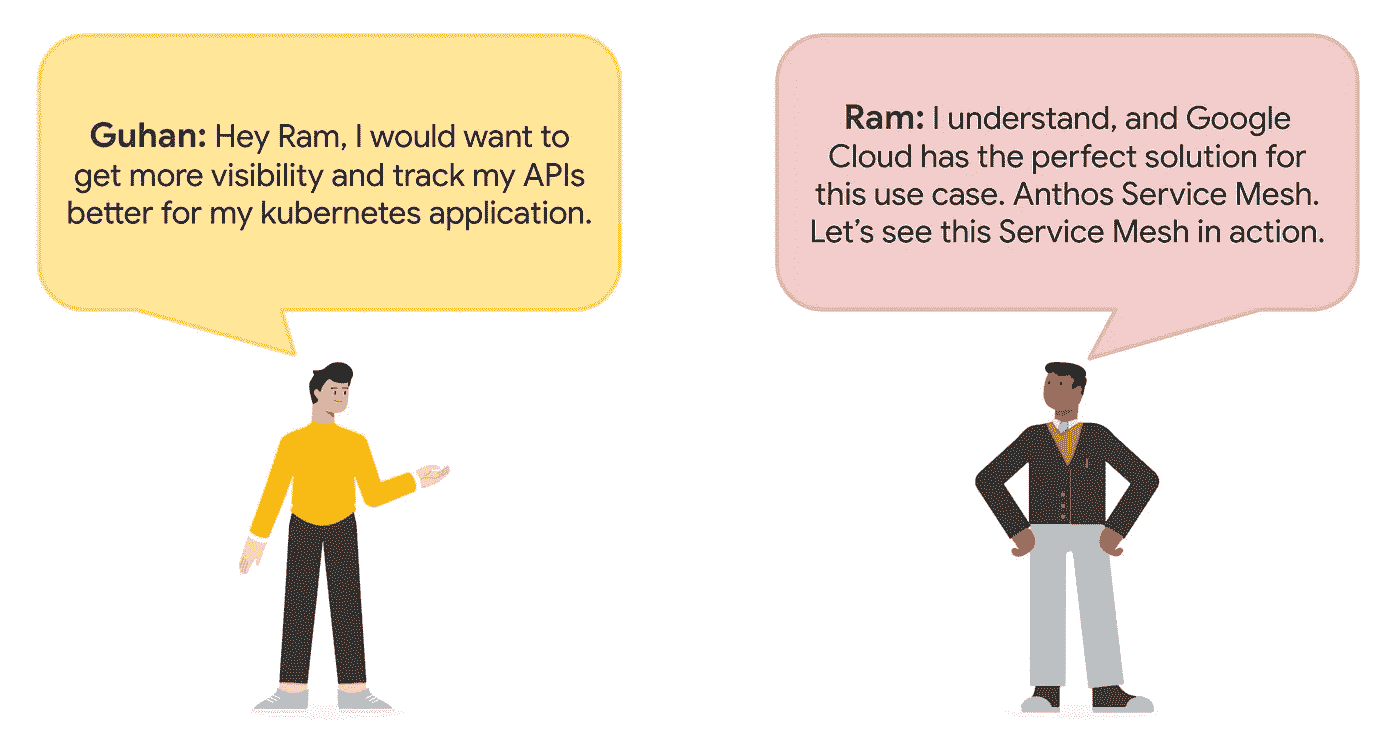 Guhan: Hey Ram, I would want to
get more visibility and track my APIs
better for my kubernetes application.
Ram: I understand, and Google
Cloud has the perfect solution for
this use case. Anthos Service Mesh.
Let’s see this Service Mesh in action.